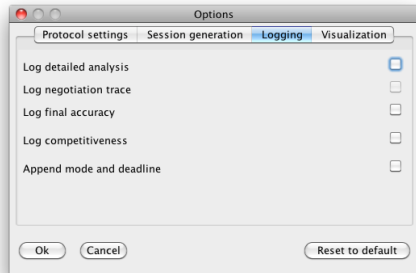 Options
Protocol settings Session generation Logging Visualization
Log detailed analysis
Log negotiation trace
Log final accuracy
Log competitiveness
Append mode and deadline
Ok Cancel Reset to default